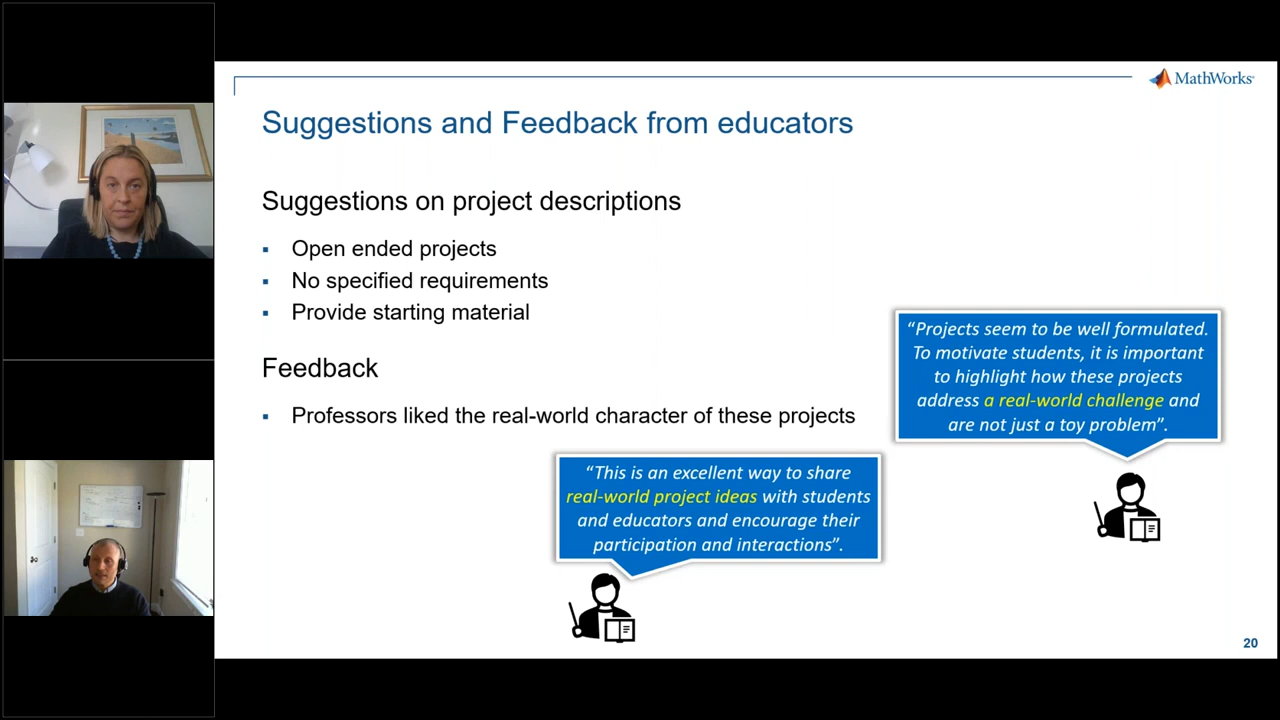 MathWorks
Suggestions and Feedback from educators
Suggestions on project descriptions
▪ Open ended projects
▪ No specified requirements
▪ Provide starting material
Feedback
▪ Professors liked the real-world character of these projects
“Projects seem to be well formulated.
To motivate students, it is important
to highlight how these projects
address a real-world challenge and
are not just a toy problem”.
“This is an excellent way to share
real-world project ideas with students
and educators and encourage their
participation and interactions”.
20